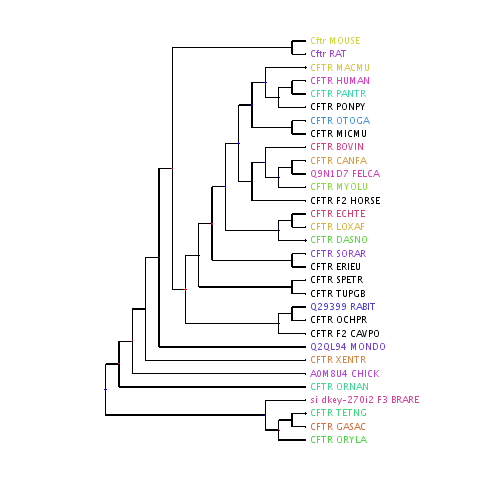 Cftr MOUSE
Cftr RAT
CFTR MACMU
CFTR HUMAN
CFTR PANTR
CFTR PONPY
CFTR OTOGA
CFTR MICMU
CFTR BOVIN
CFTR CANFA
Q9N1D7 FELCA
CFTR MYOLU
CFTR F2 HORSE
CFTR ECHTE
CFTR LOXAF
CFTR DASNO
CFTR SORAR
CFTR ERIEU
CFTR SPETR
CFTR TUPGB
Q29399 RABIT
CFTR OCHPR
CFTR F2 CAVPO
Q2QL94 MONDO
CFTR XENTR
A0M8U4 CHICK
CFTR ORNAN
si dkey-270i2 F3 BRARE
CFTR TETNG
CFTR GASAC
CFTR ORYLA